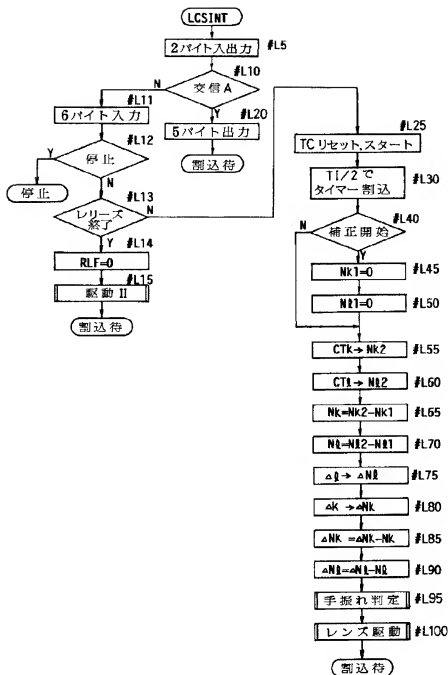 LCSINT
2バイト入出力 #L5
#L10
交信A
N
Y
#L11
6バイト入力
#L20
5バイト出力
割込待
#L12
停止
Y
N
停止
#L13
レリーズ
終了
N
Y
#L14
RLF=0
#L15
駆動II
割込待
#L25
TCリセット,スタート
TI/2で
タイマー割込
#L30
#L40
補正開始
N
Y
Nk1=0 #L45
Nℓ1=0 #L50
CTk→Nk2 #L55
CTℓ→Nℓ2 #L60
Nk=Nk2-Nk1 #L65
Nℓ=Nℓ2-Nℓ1 #L70
△ℓ→△Nℓ #L75
△k→△Nk #L80
△Nk=△Nk-Nk #L85
△Nℓ=△Nℓ-Nℓ #L90
手振れ判定 #L95
レンズ駆動 #L100
割込待